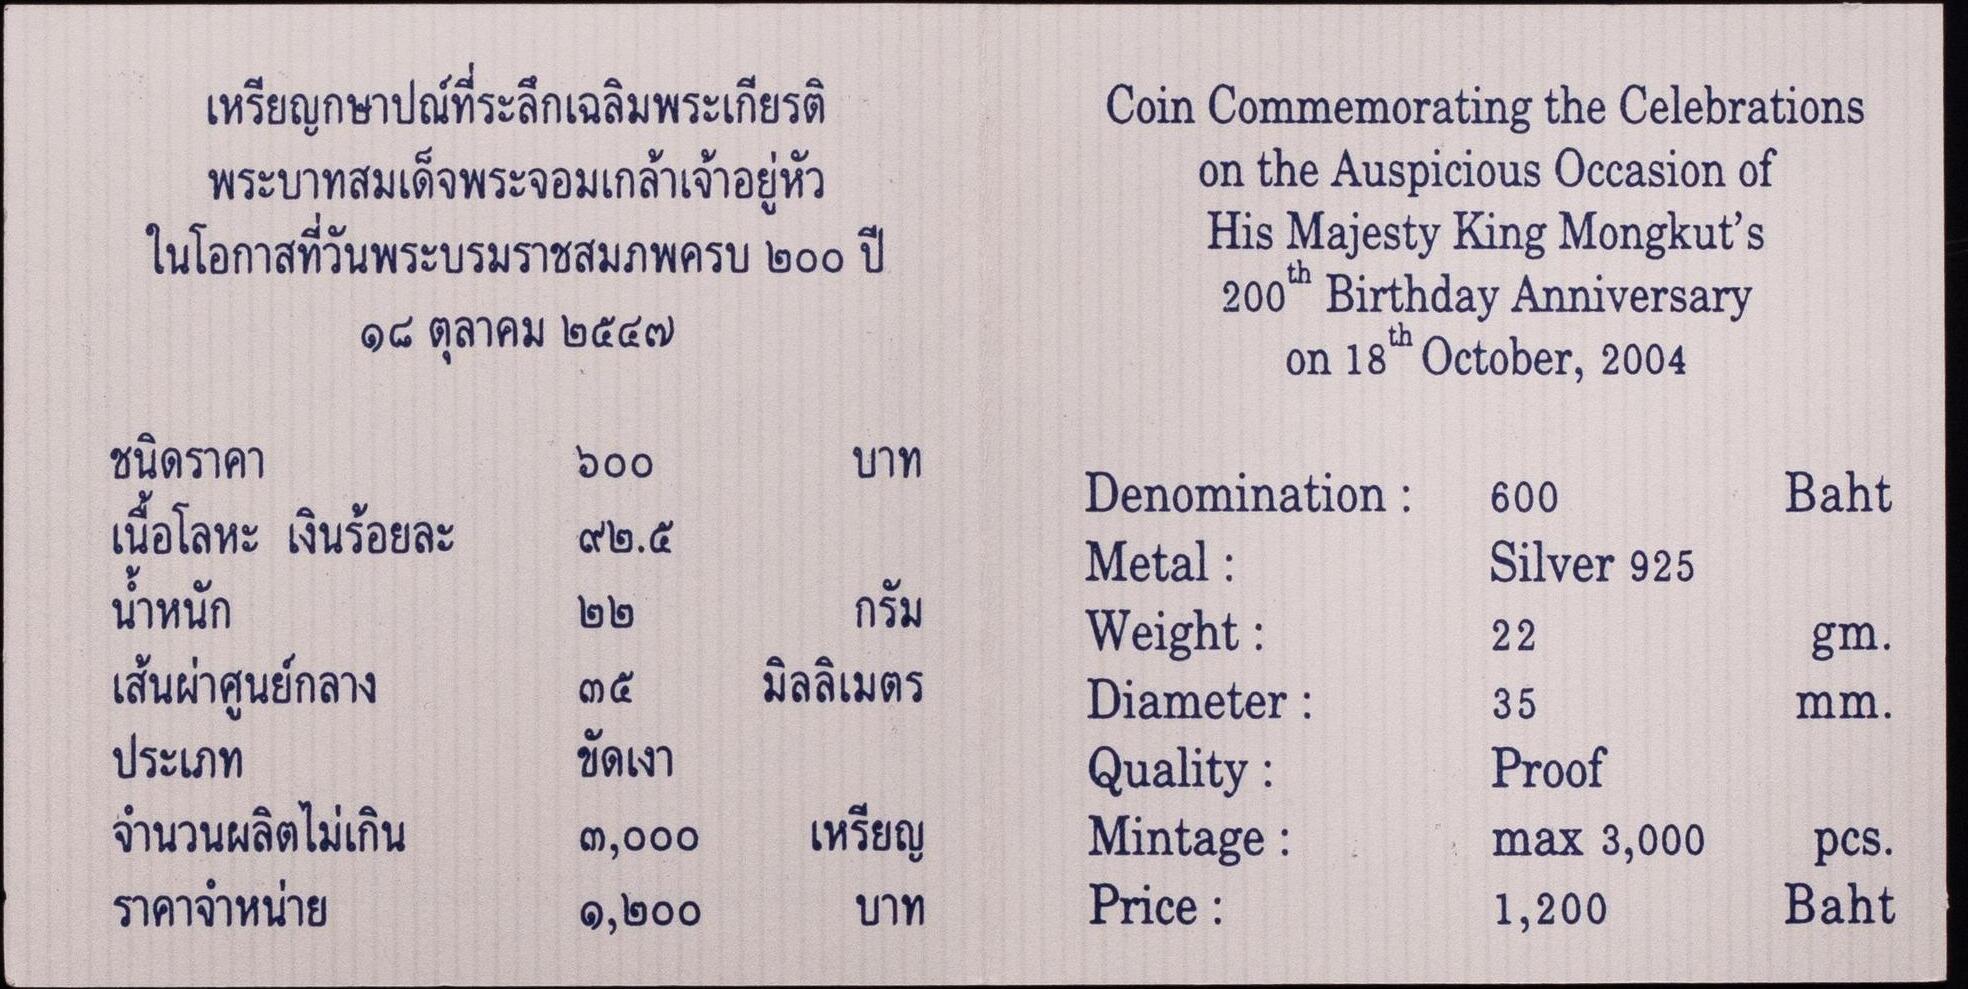 เหรียญกษาปณ์ที่ระลึกเฉลิมพระเกียรติ
พระบาทสมเด็จพระจอมเกล้าเจ้าอยู่หัว
ในโอกาสที่วันพระบรมราชสมภพครบ ๒๐๐ ปี
๑๘ ตุลาคม ๒๕๔๗
ชนิดราคา ๖๐๐ บาท
เนื้อโลหะ เงินร้อยละ ๙๒.๕
น้ำหนัก ๒๒ กรัม
เส้นผ่าศูนย์กลาง ๓๕ มิลลิเมตร
ประเภท ขัดเงา
จำนวนผลิตไม่เกิน ๓,๐๐๐ เหรียญ
ราคาจำหน่าย ๑,๒๐๐ บาท
Coin Commemorating the Celebrations
on the Auspicious Occasion of
His Majesty King Mongkut's
200th Birthday Anniversary
on 18th October, 2004
Denomination : 600 Baht
Metal : Silver 925
Weight : 22 gm.
Diameter : 35 mm.
Quality : Proof
Mintage : max 3,000 pcs.
Price : 1,200 Baht